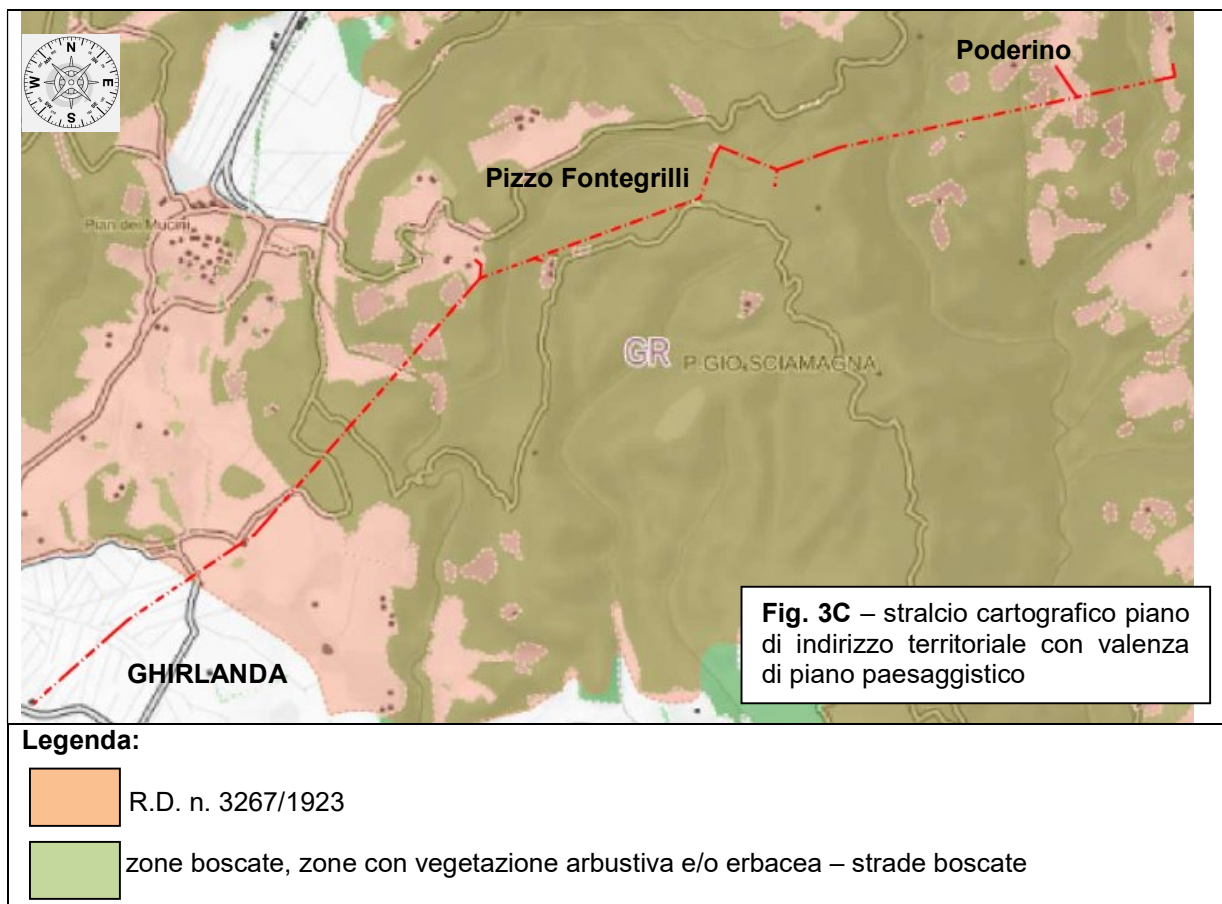 N
W
E
S
Poderino
Pizzo Fontegrilli
Pian dei Mucini
GR
P.GIO SCIAMAGNA
GHIRLANDA
Fig. 3C – stralcio cartografico piano
di indirizzo territoriale con valenza
di piano paesaggistico
Legenda:
R.D. n. 3267/1923
zone boscate, zone con vegetazione arbustiva e/o erbacea – strade boscate